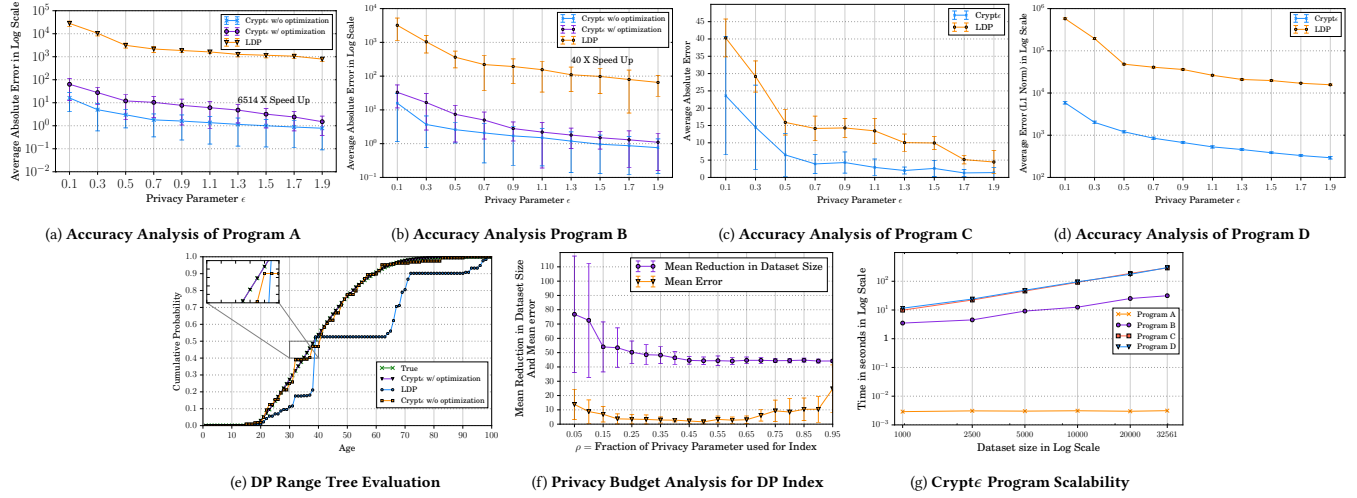 Average Absolute Error in Log Scale
10^5
10^4
10^3
10^2
10^1
10^0
10^-1
10^-2
Cryptϵ w/o optimization
Cryptϵ w/ optimization
LDP
6514 X Speed Up
0.1 0.3 0.5 0.7 0.9 1.1 1.3 1.5 1.7 1.9
Privacy Parameter ϵ
(a) Accuracy Analysis of Program A
Average Absolute Error in Log Scale
10^4
10^3
10^2
10^1
10^0
10^-1
Cryptϵ w/o optimization
Cryptϵ w/ optimization
LDP
40 X Speed Up
0.1 0.3 0.5 0.7 0.9 1.1 1.3 1.5 1.7 1.9
Privacy Parameter ϵ
(b) Accuracy Analysis Program B
Average Absolute Error
45
40
35
30
25
20
15
10
5
0
Cryptϵ
LDP
0.1 0.3 0.5 0.7 0.9 1.1 1.3 1.5 1.7 1.9
Privacy Parameter ϵ
(c) Accuracy Analysis of Program C
Average Error(L1 Norm) in Log Scale
10^6
10^5
10^4
10^3
10^2
Cryptϵ
LDP
0.1 0.3 0.5 0.7 0.9 1.1 1.3 1.5 1.7 1.9
Privacy Parameter ϵ
(d) Accuracy Analysis of Program D
Cumulative Probability
1.0
0.9
0.8
0.7
0.6
0.5
0.4
0.3
0.2
0.1
0.0
True
Cryptϵ w/ optimization
LDP
Cryptϵ w/o optimization
0 10 20 30 40 50 60 70 80 90 100
Age
(e) DP Range Tree Evaluation
Mean Reduction in Dataset Size
And Mean error
110
100
90
80
70
60
50
40
30
20
10
0
Mean Reduction in Dataset Size
Mean Error
0.05 0.15 0.25 0.35 0.45 0.55 0.65 0.75 0.85 0.95
ρ = Fraction of Privacy Parameter used for Index
(f) Privacy Budget Analysis for DP Index
Time in seconds in Log Scale
10^2
10^1
1
10^-1
10^-2
10^-3
Program A
Program B
Program C
Program D
1000 2500 5000 10000 20000 32561
Dataset size in Log Scale
(g) Cryptϵ Program Scalability